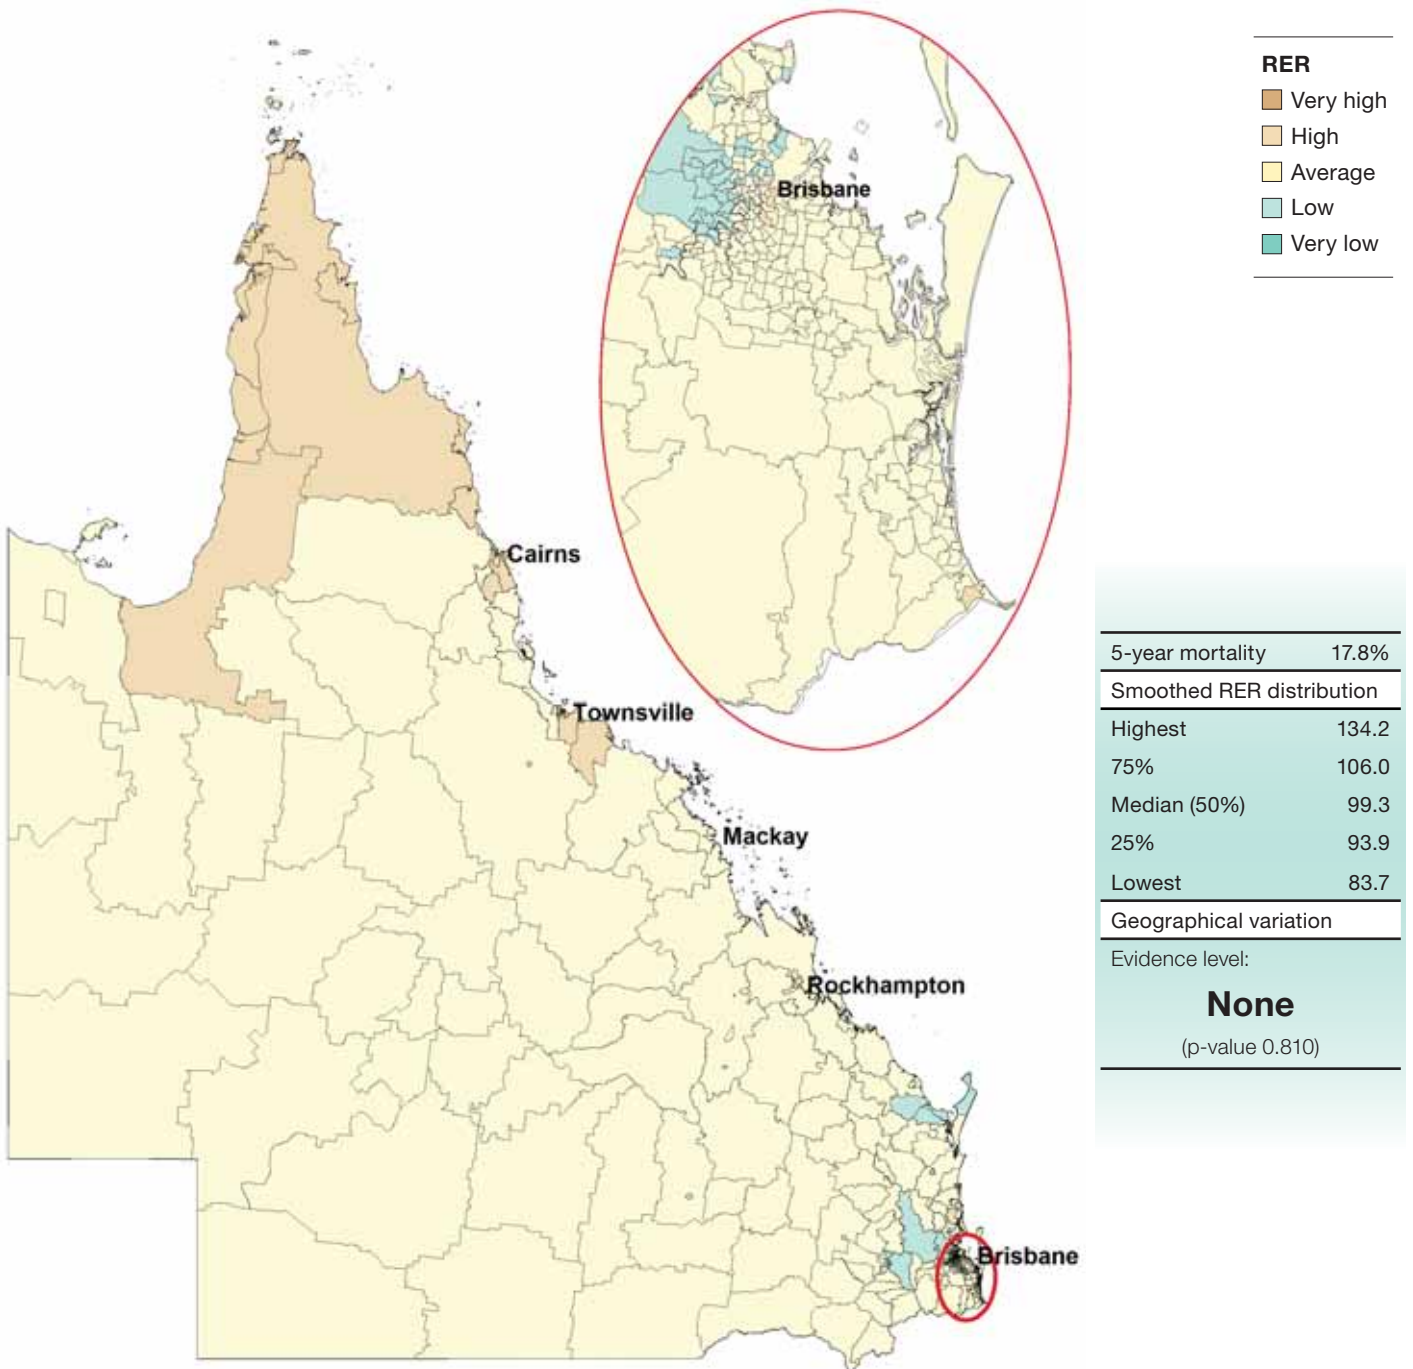 RER
Very high
High
Average
Low
Very low
Brisbane
Cairns
Townsville
Mackay
Rockhampton
Brisbane
5-year mortality 17.8%
Smoothed RER distribution
Highest 134.2
75% 106.0
Median (50%) 99.3
25% 93.9
Lowest 83.7
Geographical variation
Evidence level:
None
(p-value 0.810)